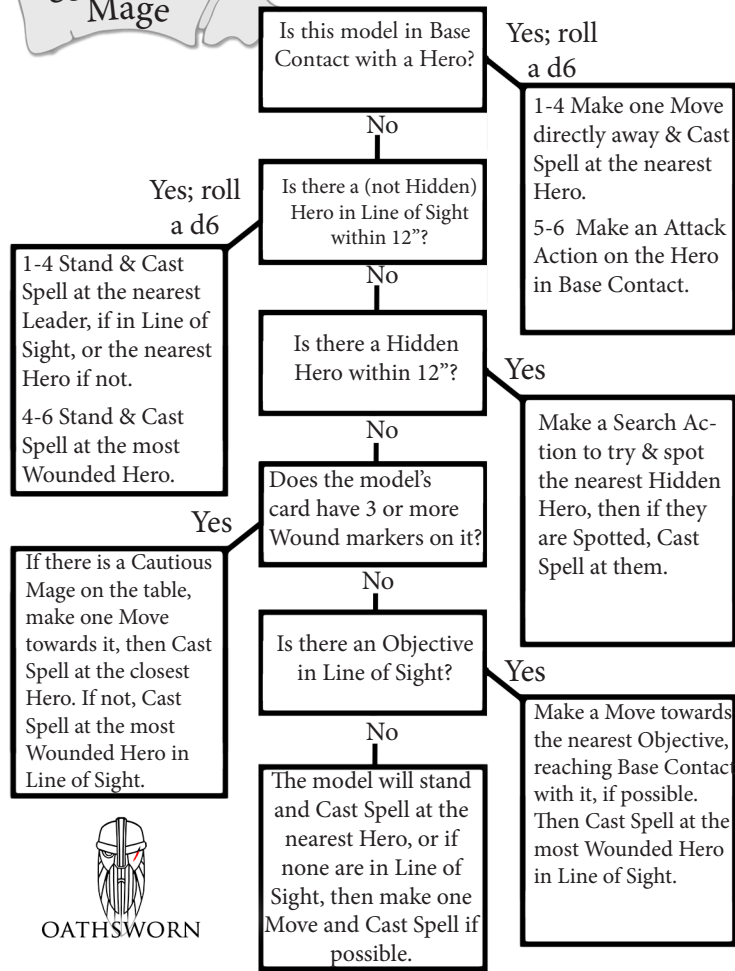 Mage
Is this model in Base
Contact with a Hero?
Yes; roll
a d6
1-4 Make one Move
directly away & Cast
Spell at the nearest
Hero.
5-6 Make an Attack
Action on the Hero
in Base Contact.
No
Is there a (not Hidden)
Hero in Line of Sight
within 12”?
Yes; roll
a d6
1-4 Stand & Cast
Spell at the nearest
Leader, if in Line of
Sight, or the nearest
Hero if not.
4-6 Stand & Cast
Spell at the most
Wounded Hero.
No
Is there a Hidden
Hero within 12”?
Yes
Make a Search Ac-
tion to try & spot
the nearest Hidden
Hero, then if they
are Spotted, Cast
Spell at them.
No
Does the model’s
card have 3 or more
Wound markers on it?
Yes
If there is a Cautious
Mage on the table,
make one Move
towards it, then Cast
Spell at the closest
Hero. If not, Cast
Spell at the most
Wounded Hero in
Line of Sight.
No
Is there an Objective
in Line of Sight?
Yes
Make a Move towards
the nearest Objective,
reaching Base Contact
with it, if possible.
Then Cast Spell at the
most Wounded Hero
in Line of Sight.
No
The model will stand
and Cast Spell at the
nearest Hero, or if
none are in Line of
Sight, then make one
Move and Cast Spell if
possible.
OATHSWORN